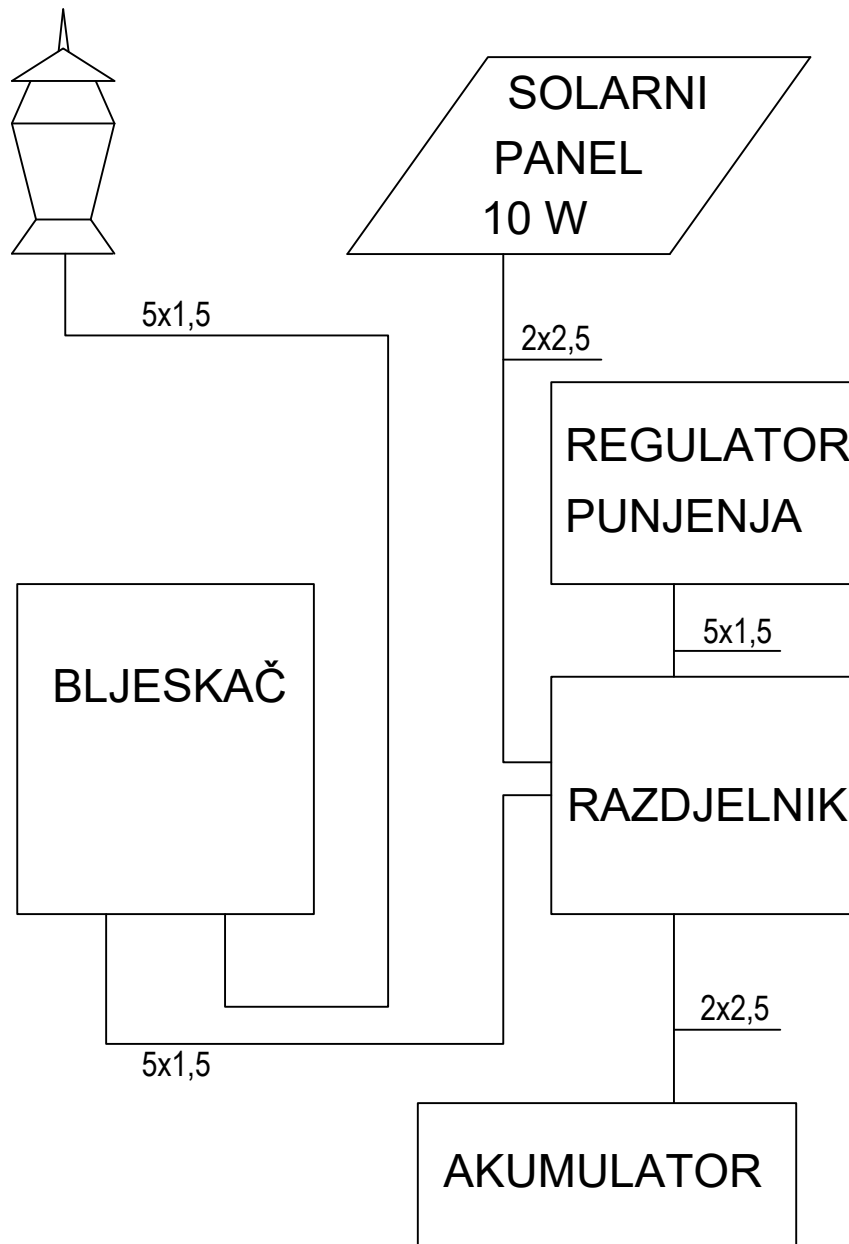 SOLARNI
PANEL
10 W
5x1,5
2x2,5
REGULATOR
PUNJENJA
5x1,5
BLJESKAČ
RAZDJELNIK
2x2,5
5x1,5
AKUMULATOR